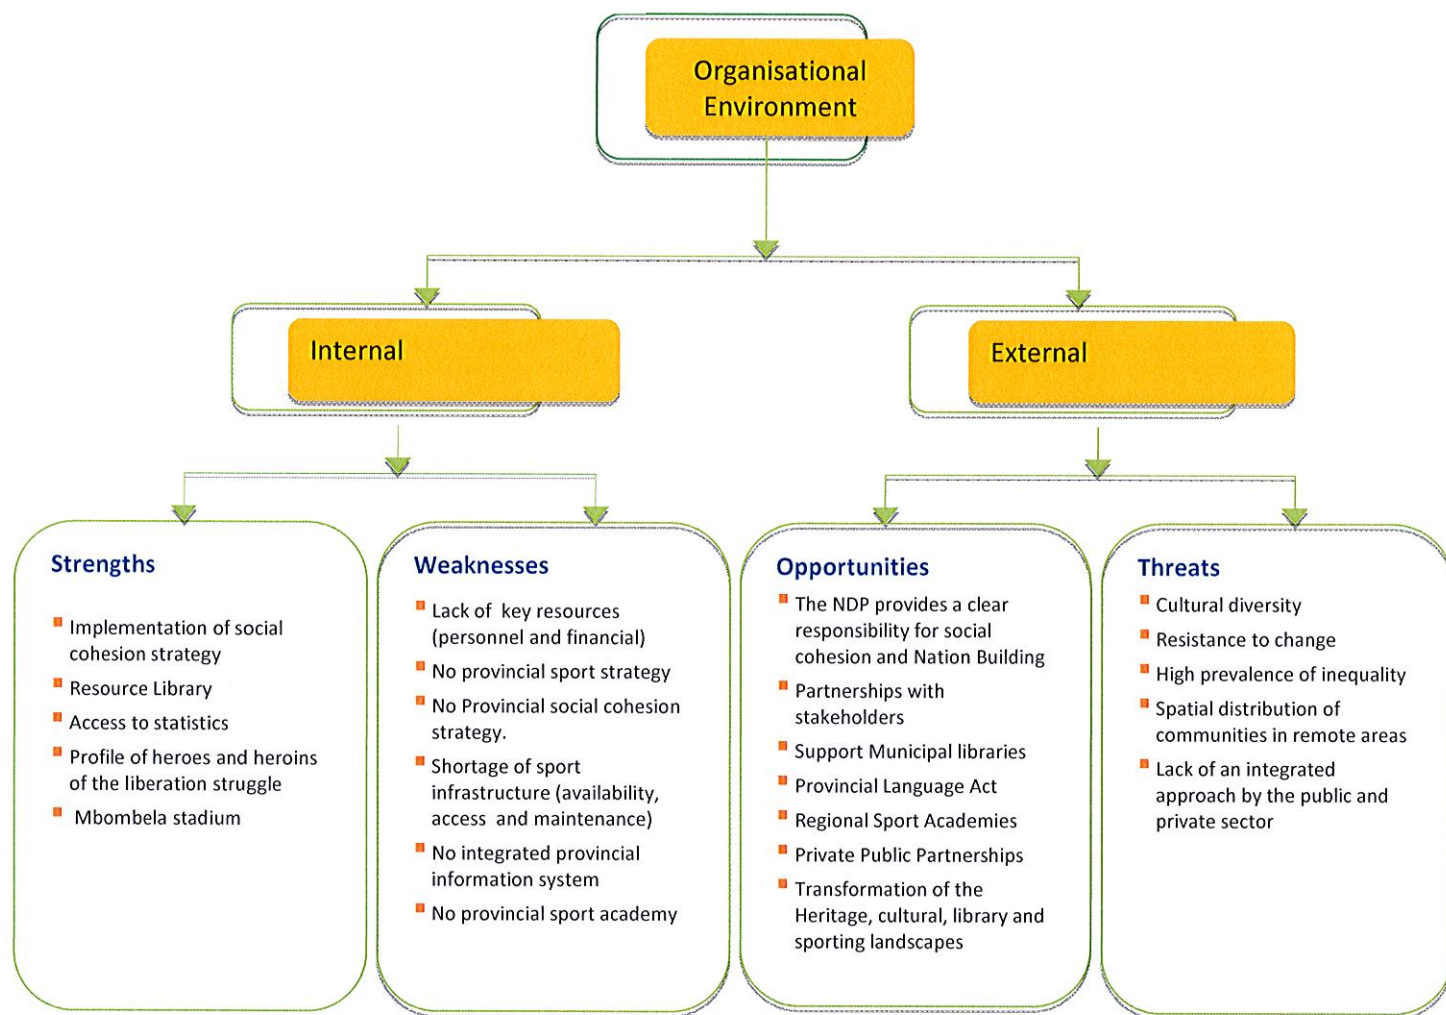 Organisational
Environment
Internal
External
Strengths
Implementation of social
cohesion strategy
Resource Library
Access to statistics
Profile of heroes and heroins
of the liberation struggle
Mbombela stadium
Weaknesses
Lack of key resources
(personnel and financial)
No provincial sport strategy
No Provincial social cohesion
strategy.
Shortage of sport
infrastructure (availability,
access and maintenance)
No integrated provincial
information system
No provincial sport academy
Opportunities
The NDP provides a clear
responsibility for social
cohesion and Nation Building
Partnerships with
stakeholders
Support Municipal libraries
Provincial Language Act
Regional Sport Academies
Private Public Partnerships
Transformation of the
Heritage, cultural, library and
sporting landscapes
Threats
Cultural diversity
Resistance to change
High prevalence of inequality
Spatial distribution of
communities in remote areas
Lack of an integrated
approach by the public and
private sector